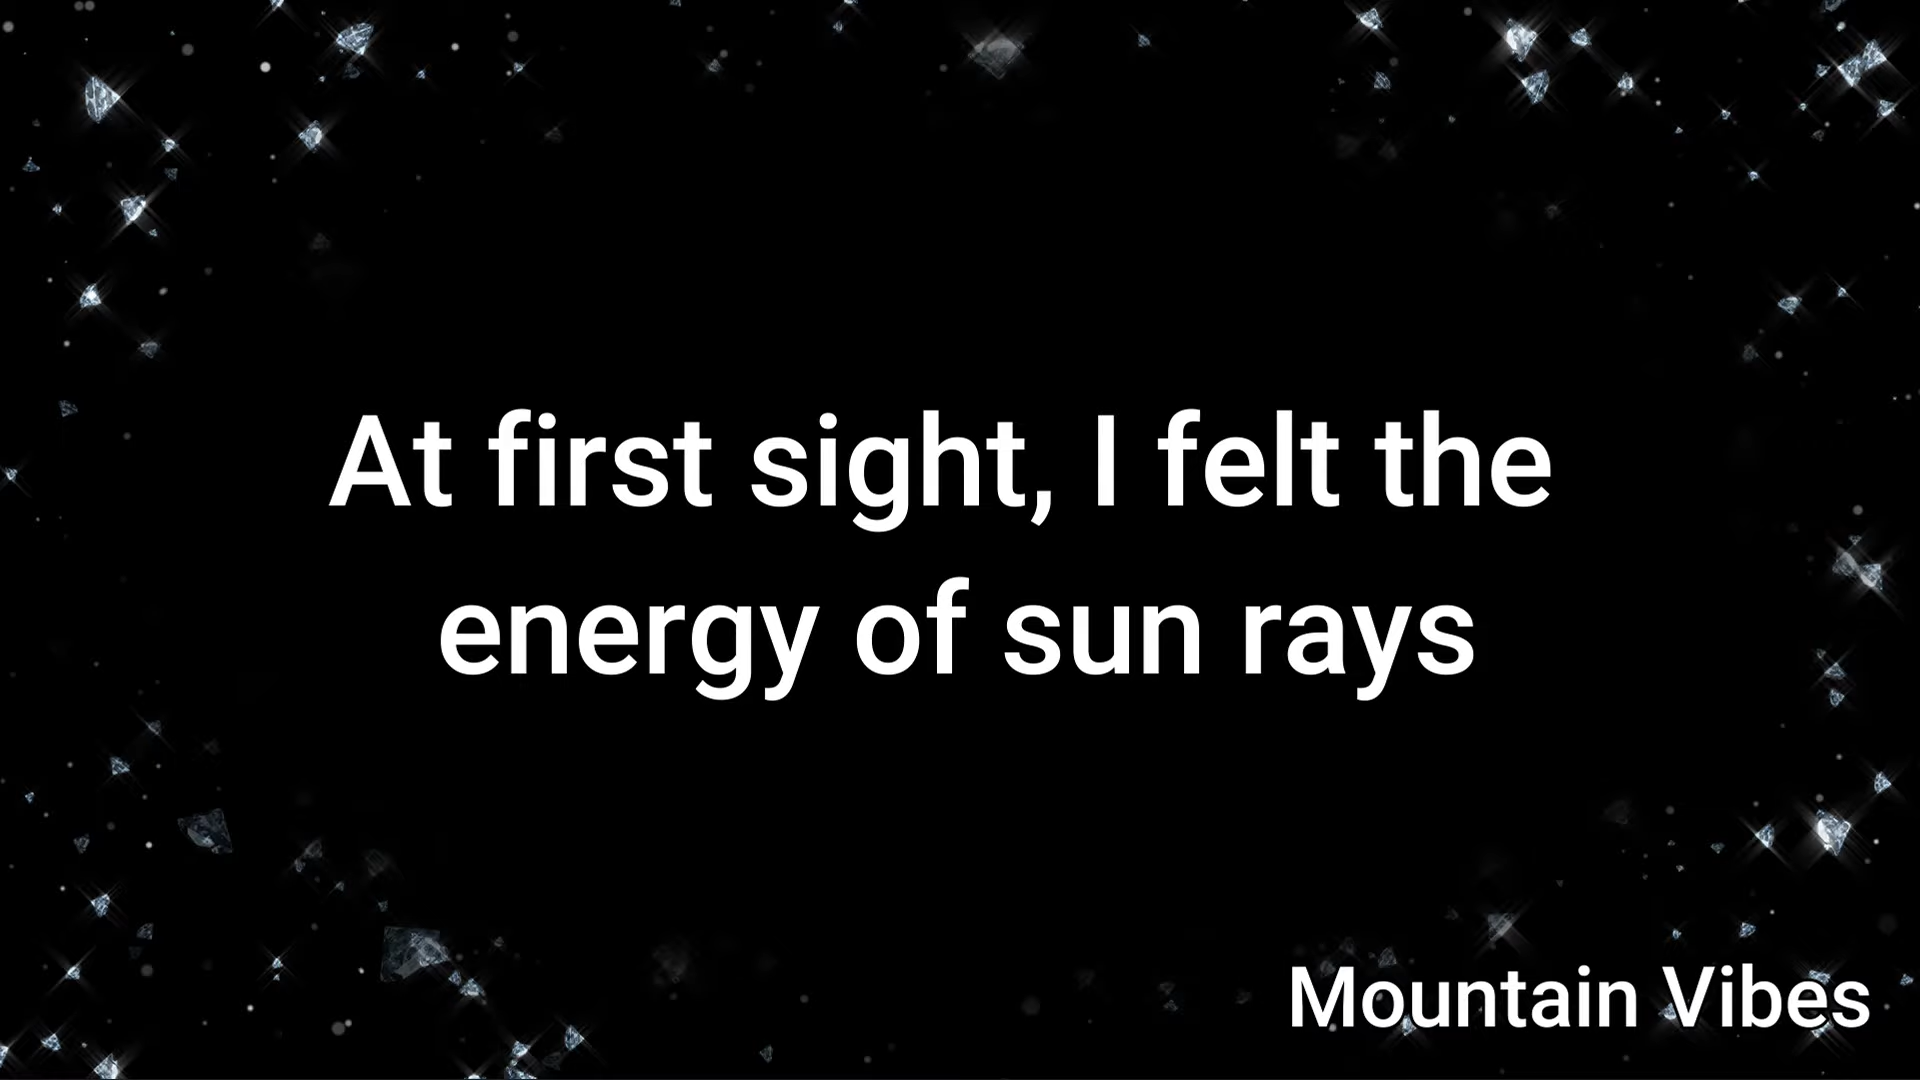 At first sight, I felt the
energy of sun rays
Mountain Vibes